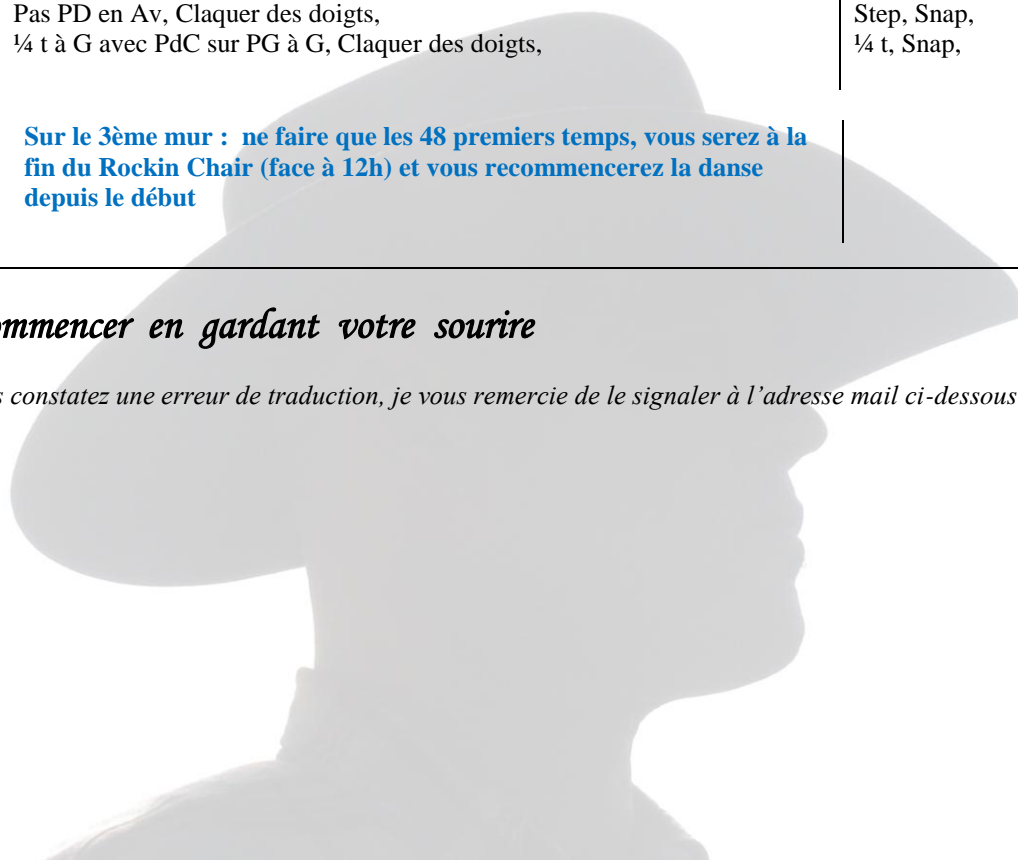 Pas PD en Av, Claquer des doigts, Step, Snap,
¼ t à G avec PdC sur PG à G, Claquer des doigts, ¼ t, Snap,
Sur le 3ème mur : ne faire que les 48 premiers temps, vous serez à la
fin du Rockin Chair (face à 12h) et vous recommencerez la danse
depuis le début
ommencer en gardant votre sourire
s constatez une erreur de traduction, je vous remercie de le signaler à l’adresse mail ci-dessous